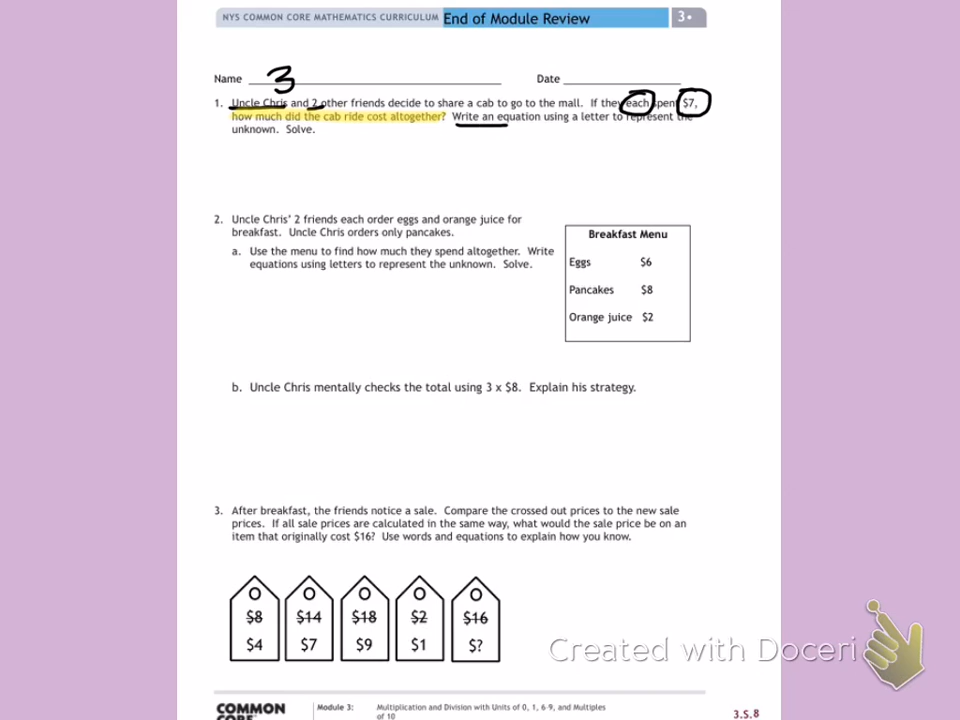 NYS COMMON CORE MATHEMATICS CURRICULUM End of Module Review 3•
3
Name Date
1. Uncle Chris and 2 other friends decide to share a cab to go to the mall. If they each spent $7,
how much did the cab ride cost altogether? Write an equation using a letter to represent the
unknown. Solve.
2. Uncle Chris’ 2 friends each order eggs and orange juice for
breakfast. Uncle Chris orders only pancakes.
a. Use the menu to find how much they spend altogether. Write
equations using letters to represent the unknown. Solve.
Breakfast Menu
Eggs $6
Pancakes $8
Orange juice $2
b. Uncle Chris mentally checks the total using 3 x $8. Explain his strategy.
3. After breakfast, the friends notice a sale. Compare the crossed out prices to the new sale
prices. If all sale prices are calculated in the same way, what would the sale price be on an
item that originally cost $16? Use words and equations to explain how you know.
$8 $14 $18 $2 $16
$4 $7 $9 $1 $?
Created with Doceri
COMMON Module 3: Multiplication and Division with Units of 0, 1, 6-9, and Multiples
CORE of 10
3.S.8